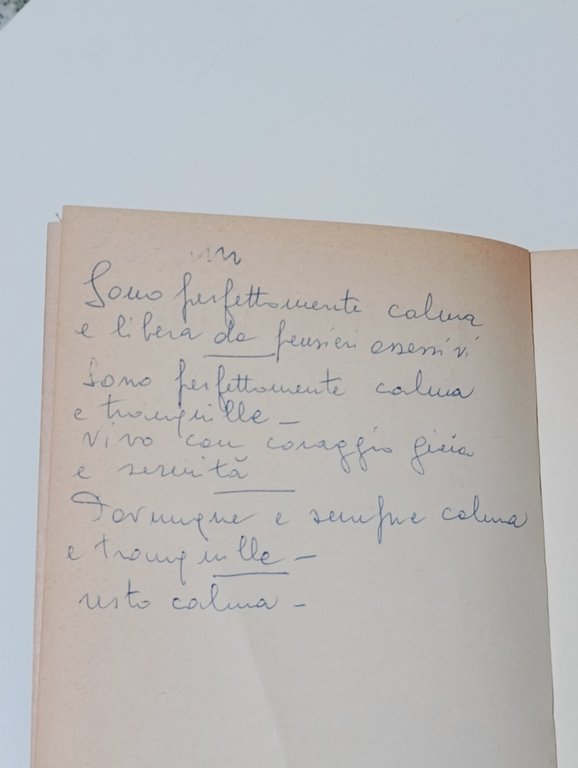 Sono perfettamente calma
e libera da pensieri ossessivi
Sono perfettamente calma
e tranquilla -
vivo con coraggio gioia
e serenità
Dovunque e sempre calma
e tranquilla -
resto calma -